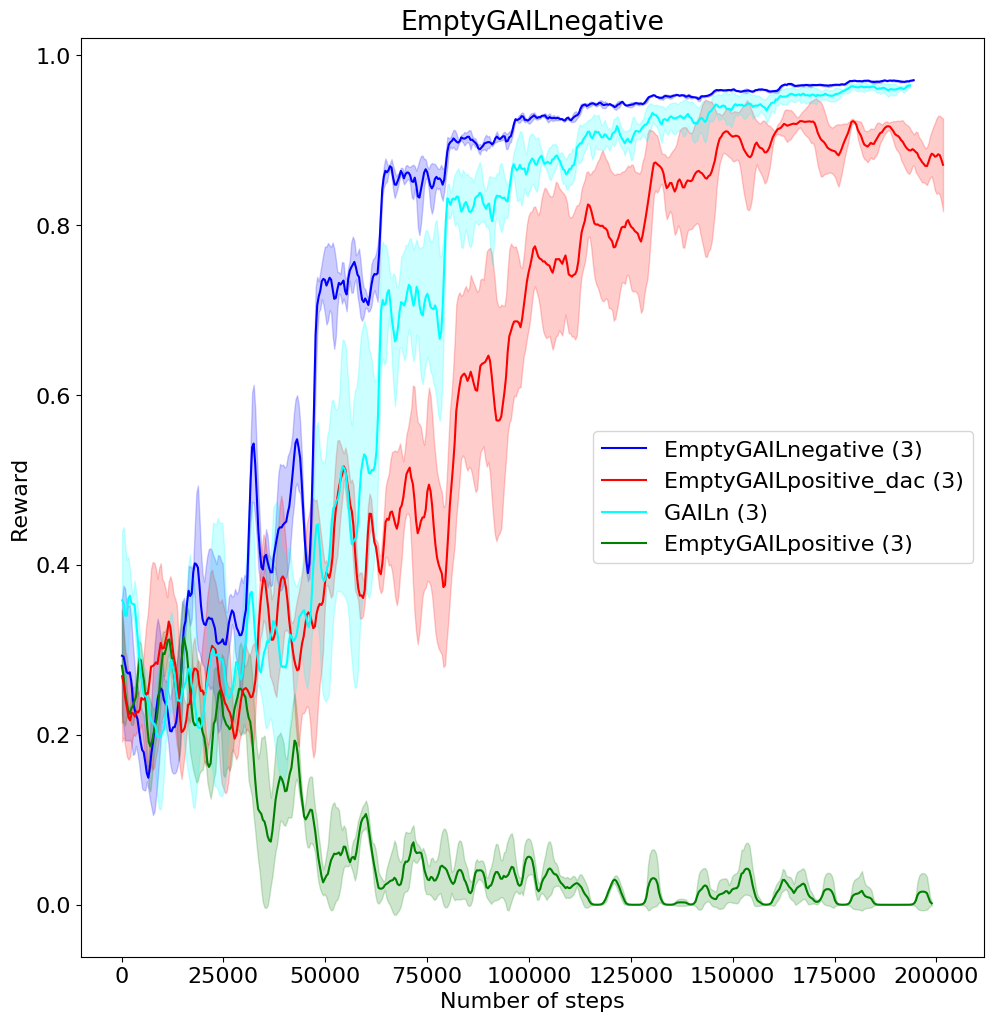 EmptyGAILnegative
1.0
0.8
0.6
0.4
0.2
0.0
Reward
EmptyGAILnegative (3)
EmptyGAILpositive_dac (3)
GAILn (3)
EmptyGAILpositive (3)
0 25000 50000 75000 100000 125000 150000 175000 200000
Number of steps